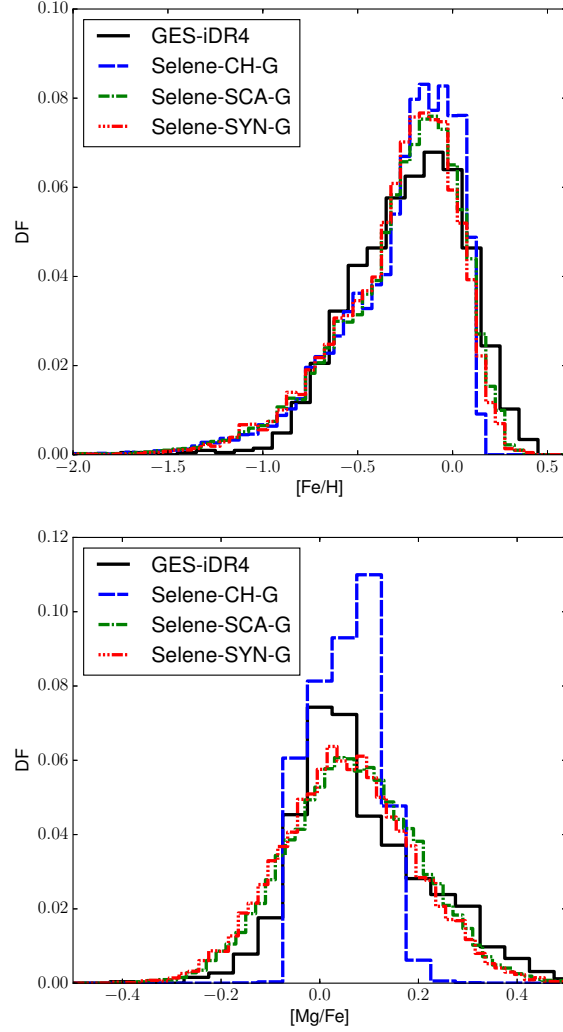 0.10
GES-iDR4
Selene-CH-G
Selene-SCA-G
Selene-SYN-G
0.08
0.06
DF
0.04
0.02
0.00
−2.0 −1.5 −1.0 −0.5 0.0 0.5
[Fe/H]
0.12
GES-iDR4
Selene-CH-G
Selene-SCA-G
Selene-SYN-G
0.10
0.08
DF
0.06
0.04
0.02
0.00
−0.4 −0.2 0.0 0.2 0.4
[Mg/Fe]